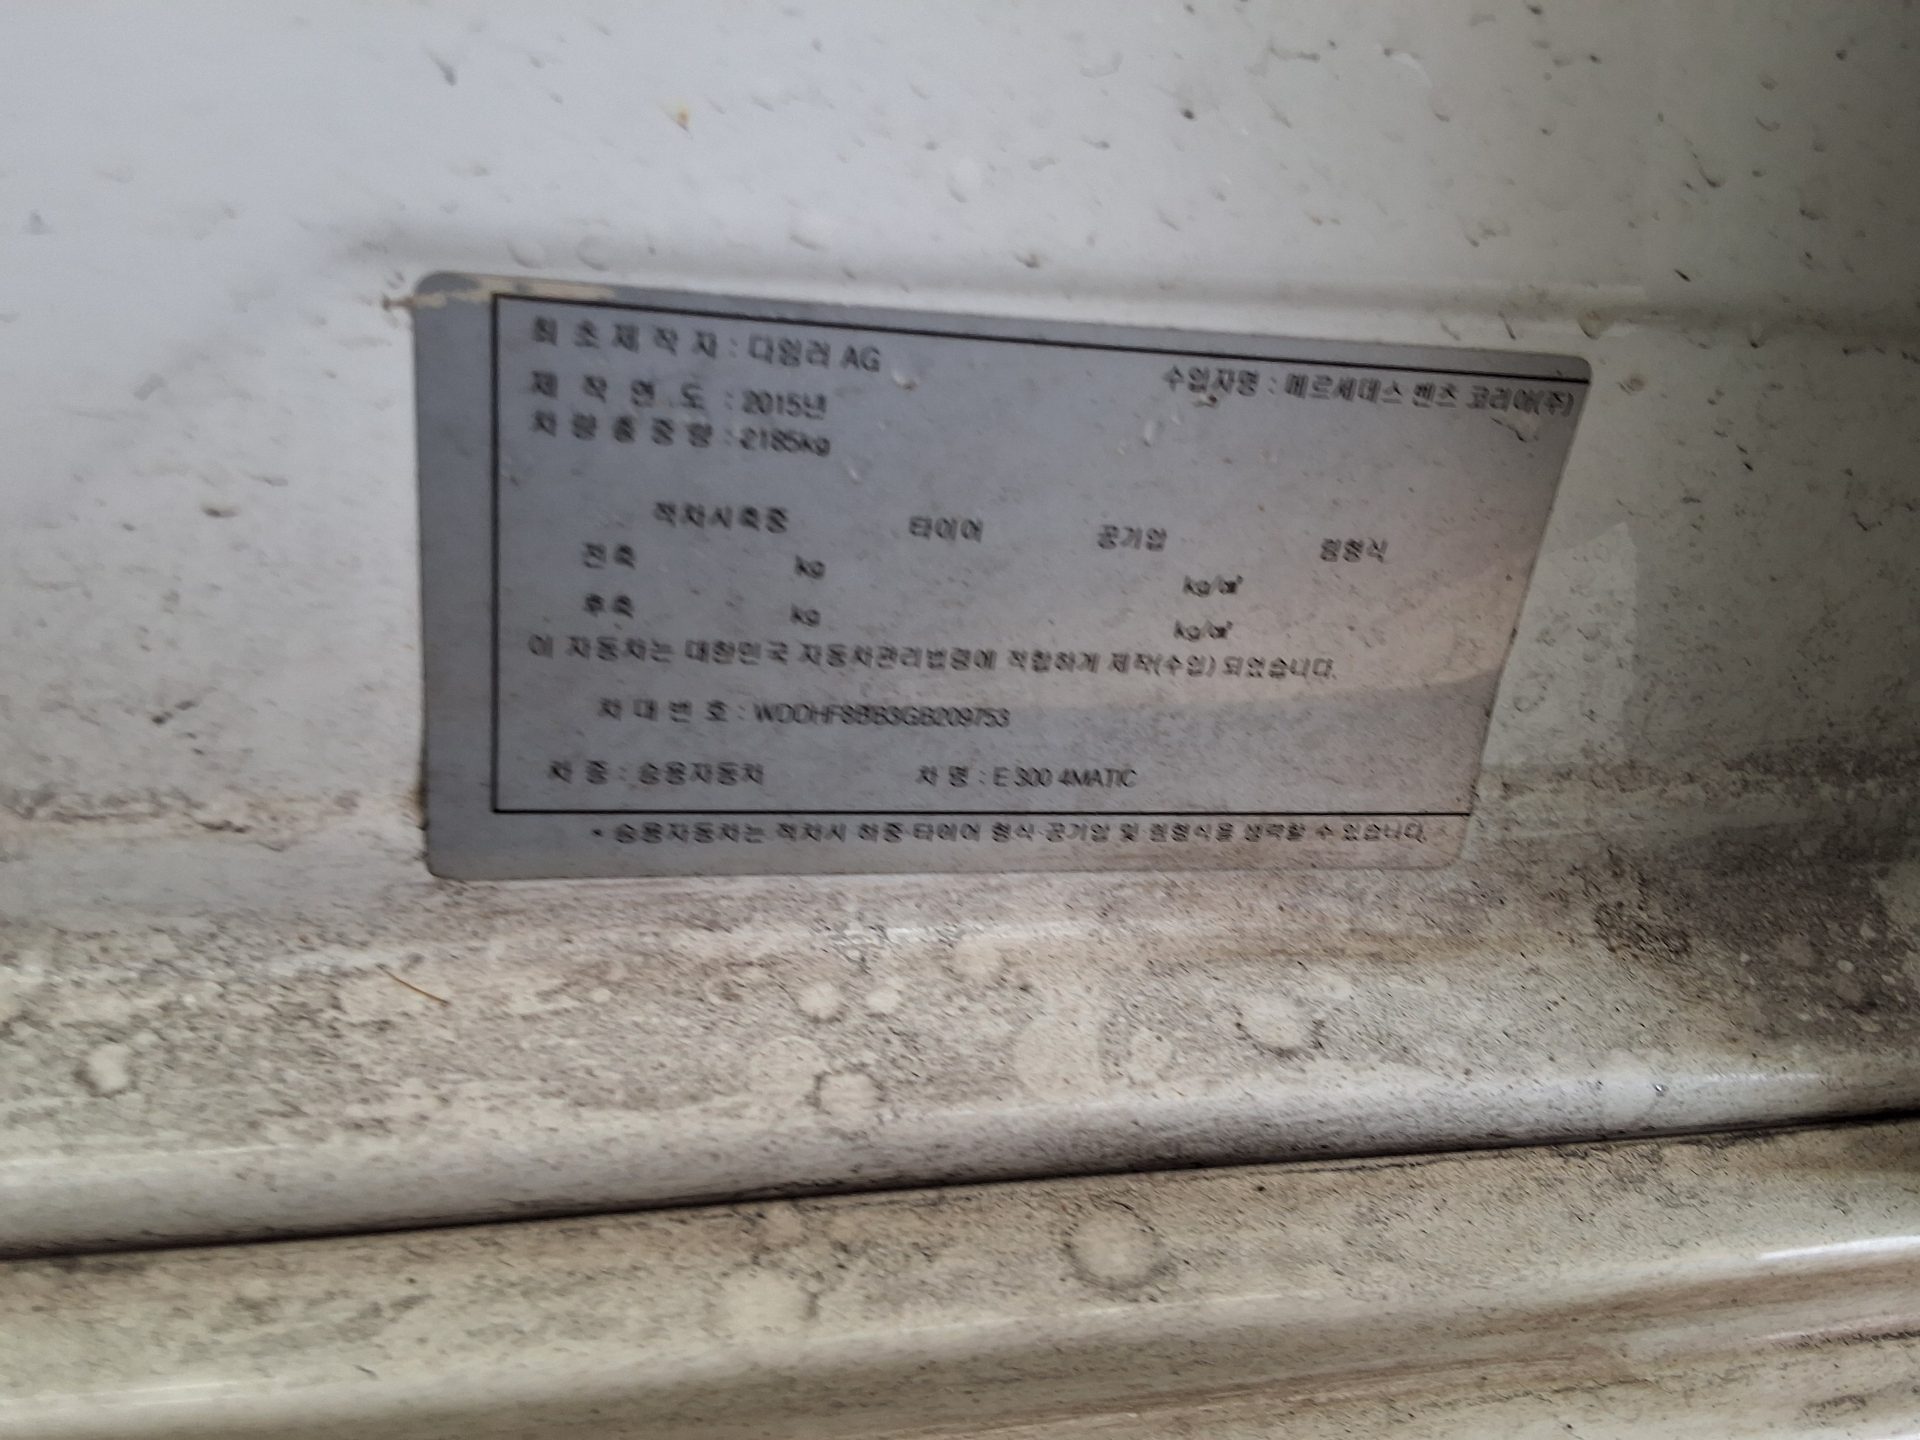 최초제작자 : 다임러 AG
수입자명 : 메르세데스 벤츠 코리아(주)
제작연도 : 2015년
차량총중량 : 2185kg
적차시축중 타이어 공기압 림형식
전축 kg kg/㎠
후축 kg kg/㎠
이 자동차는 대한민국 자동차관리법령에 적합하게 제작(수입) 되었습니다.
차대번호 : WDDHF8BB3GB209753
차종 : 승용자동차 차명 : E 300 4MATIC
* 승용자동차는 적차시 하중·타이어 형식·공기압 및 림형식을 생략할 수 있습니다.